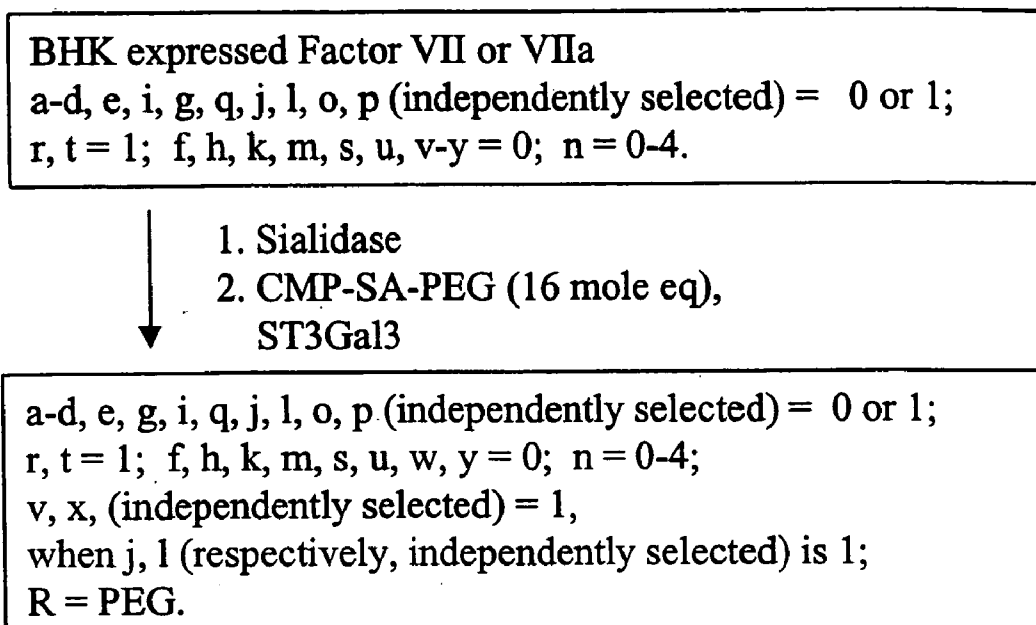 BHK expressed Factor VII or VIIa
a-d, e, i, g, q, j, l, o, p (independently selected) = 0 or 1;
r, t = 1; f, h, k, m, s, u, v-y = 0; n = 0-4.
1. Sialidase
2. CMP-SA-PEG (16 mole eq),
ST3Gal3
a-d, e, g, i, q, j, l, o, p (independently selected) = 0 or 1;
r, t = 1; f, h, k, m, s, u, w, y = 0; n = 0-4;
v, x, (independently selected) = 1,
when j, l (respectively, independently selected) is 1;
R = PEG.